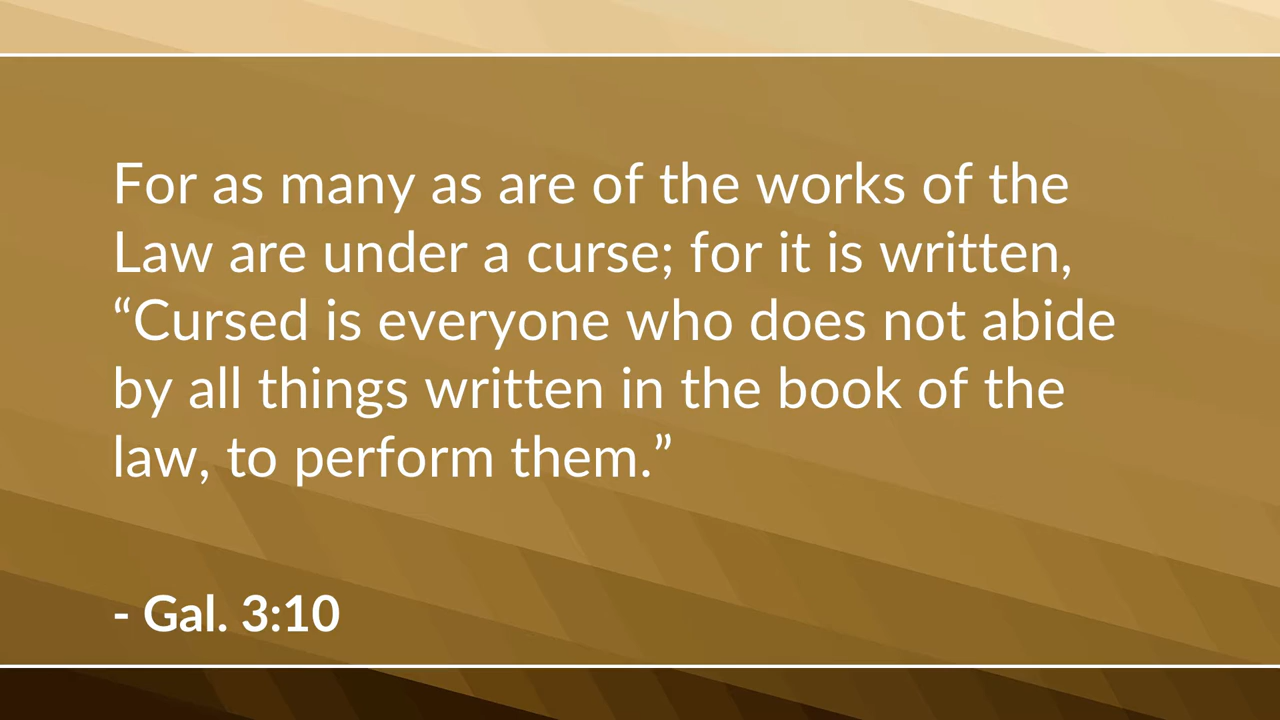 For as many as are of the works of the
Law are under a curse; for it is written,
“Cursed is everyone who does not abide
by all things written in the book of the
law, to perform them.”
- Gal. 3:10